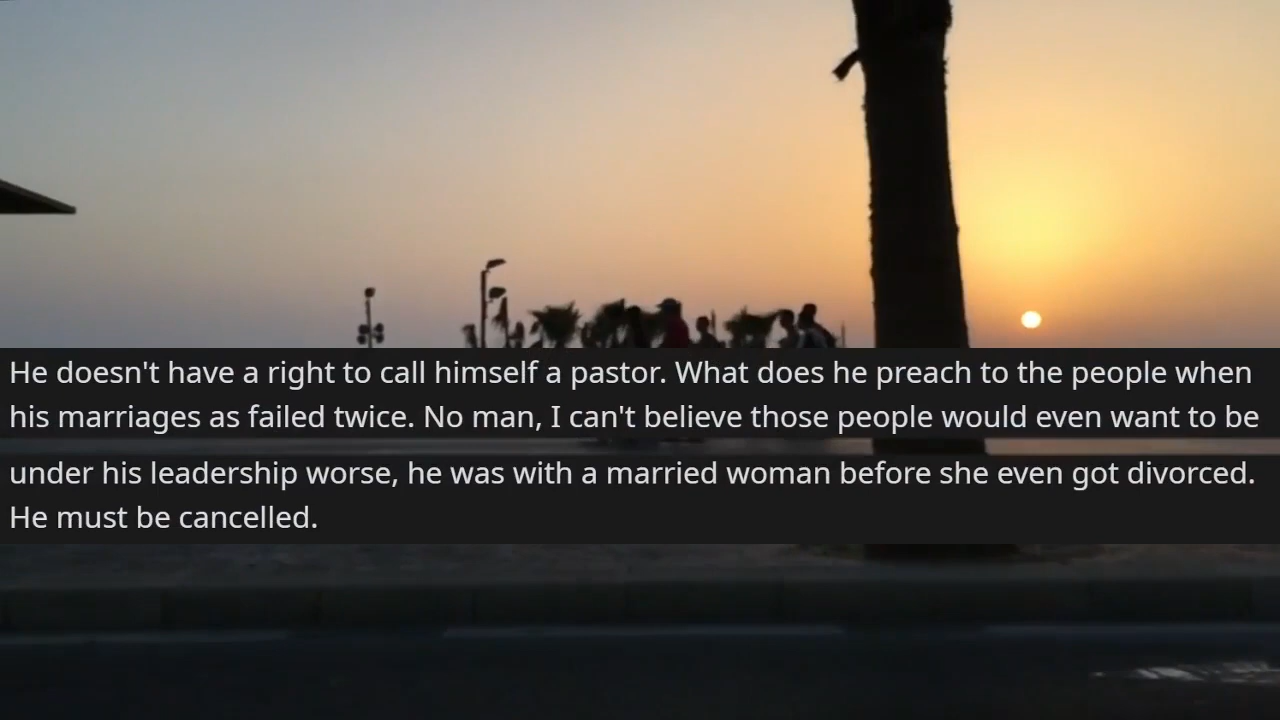 He doesn't have a right to call himself a pastor. What does he preach to the people when
his marriages as failed twice. No man, I can't believe those people would even want to be
under his leadership worse, he was with a married woman before she even got divorced.
He must be cancelled.